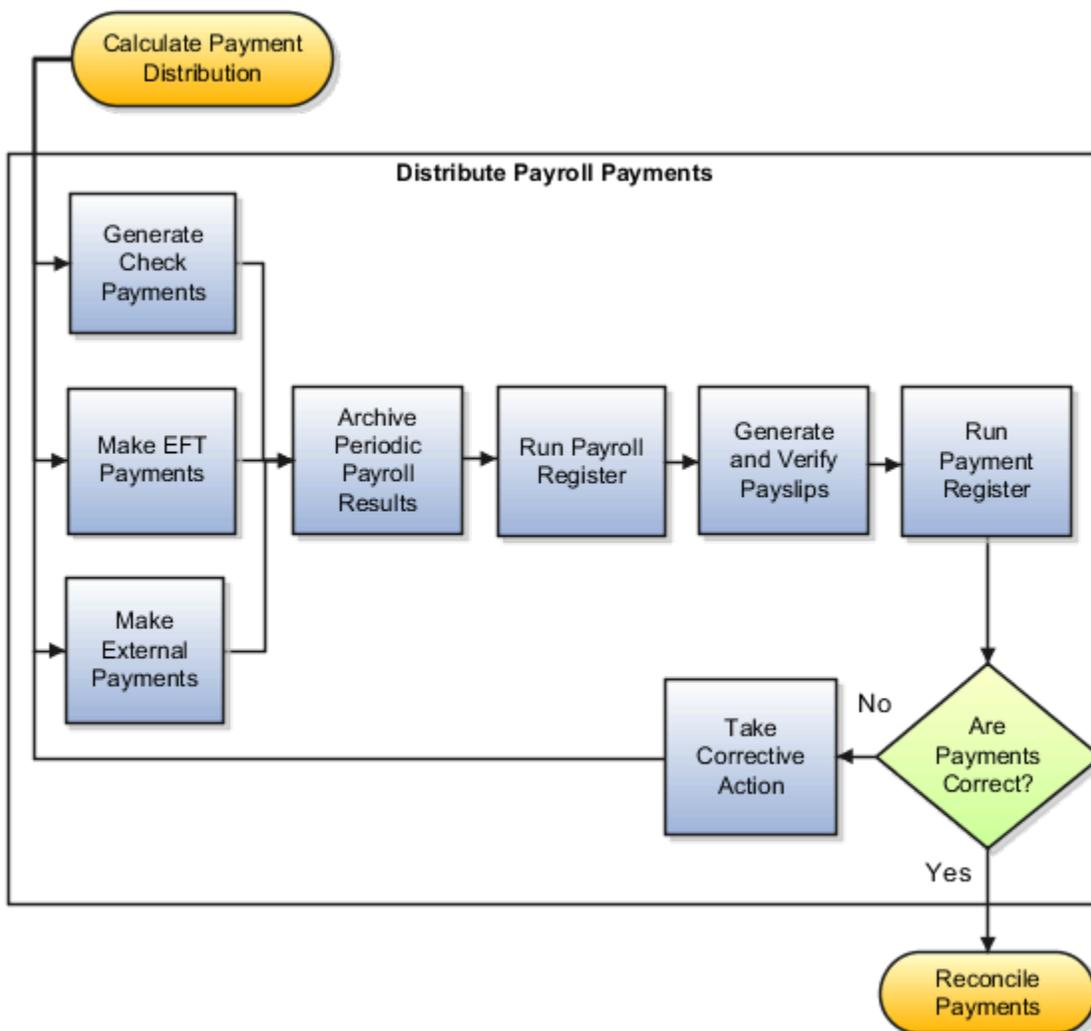 Calculate Payment
Distribution
Distribute Payroll Payments
Generate
Check
Payments
Make EFT
Payments
Make
External
Payments
Archive
Periodic
Payroll
Results
Run Payroll
Register
Generate
and Verify
Payslips
Run
Payment
Register
Are
Payments
Correct?
No
Take
Corrective
Action
Yes
Reconcile
Payments